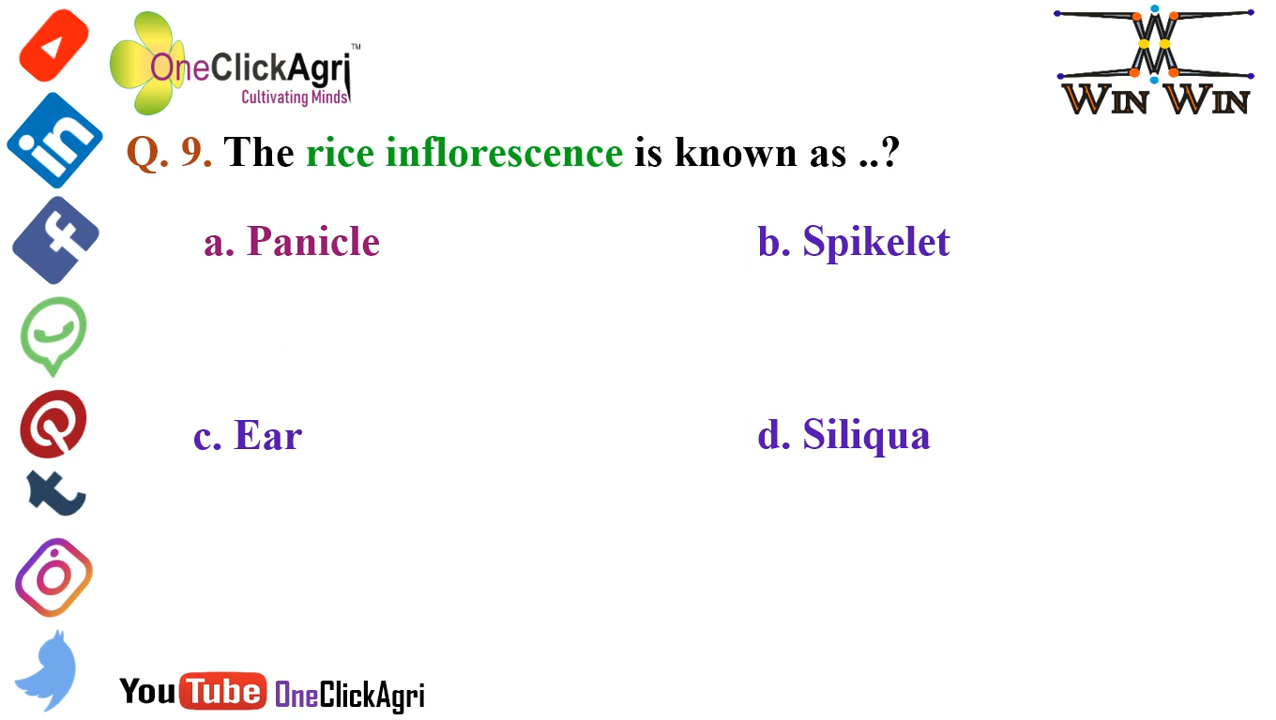 OneClickAgri™
Cultivating Minds
WIN WIN
Q. 9. The rice inflorescence is known as ..?
a. Panicle
b. Spikelet
c. Ear
d. Siliqua
YouTube OneClickAgri